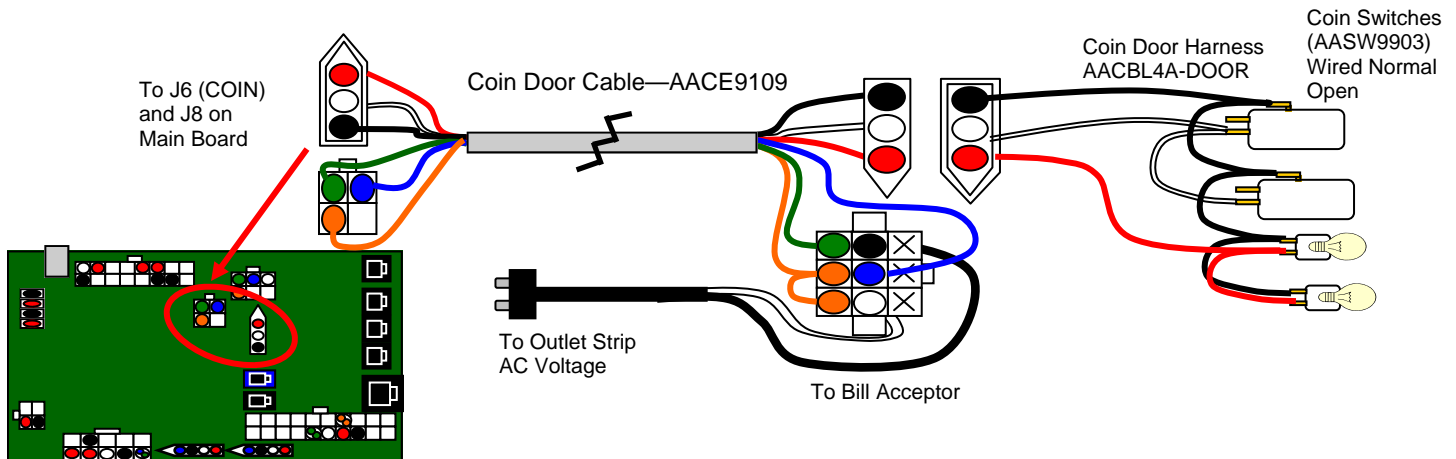 To J6 (COIN)
and J8 on
Main Board
Coin Door Cable—AACE9109
Coin Door Harness
AACBL4A-DOOR
Coin Switches
(AASW9903)
Wired Normal
Open
To Outlet Strip
AC Voltage
To Bill Acceptor